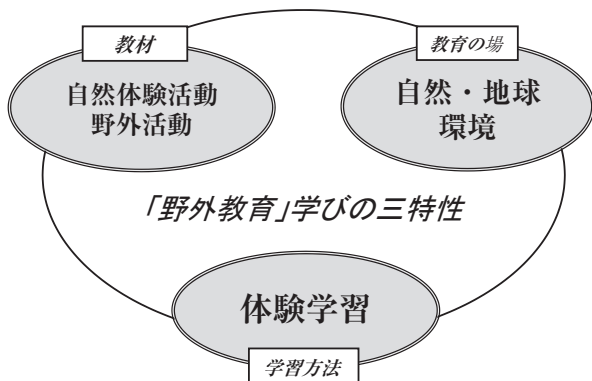 教材
自然体験活動
野外活動
教育の場
自然・地球
環境
「野外教育」学びの三特性
体験学習
学習方法